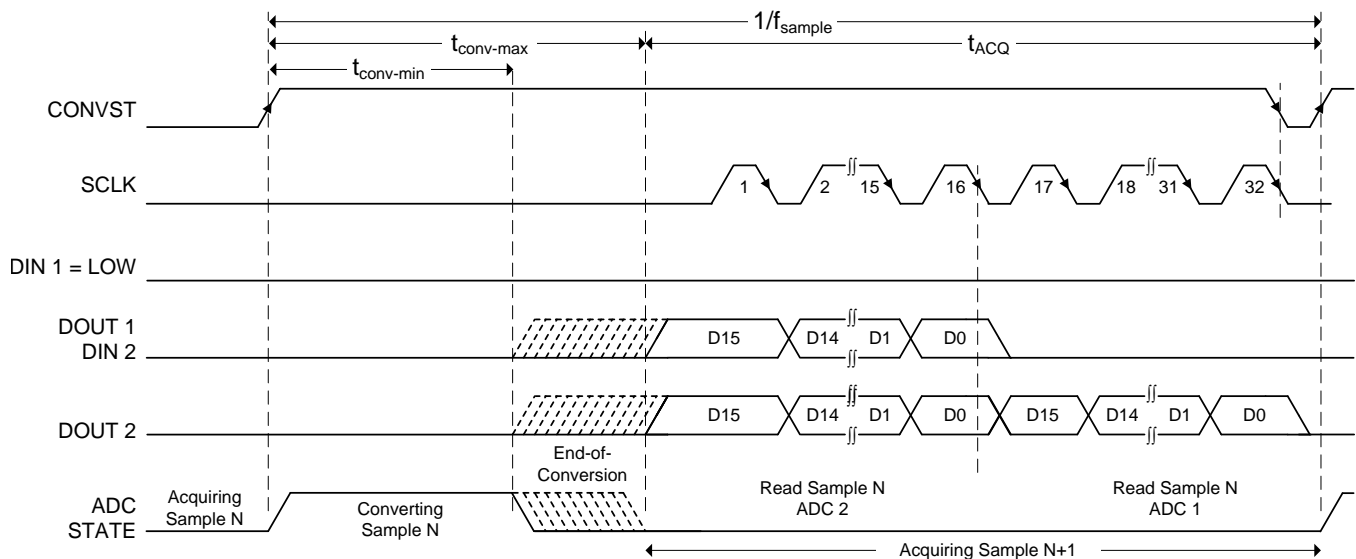 1/fsample
tconv-max
tACQ
tconv-min
CONVST
SCLK
1
2
15
16
17
18
31
32
DIN 1 = LOW
DOUT 1
DIN 2
D15
D14
D1
D0
DOUT 2
D15
D14
D1
D0
D15
D14
D1
D0
End-of-
Conversion
ADC
STATE
Acquiring
Sample N
Converting
Sample N
Read Sample N
ADC 2
Read Sample N
ADC 1
Acquiring Sample N+1